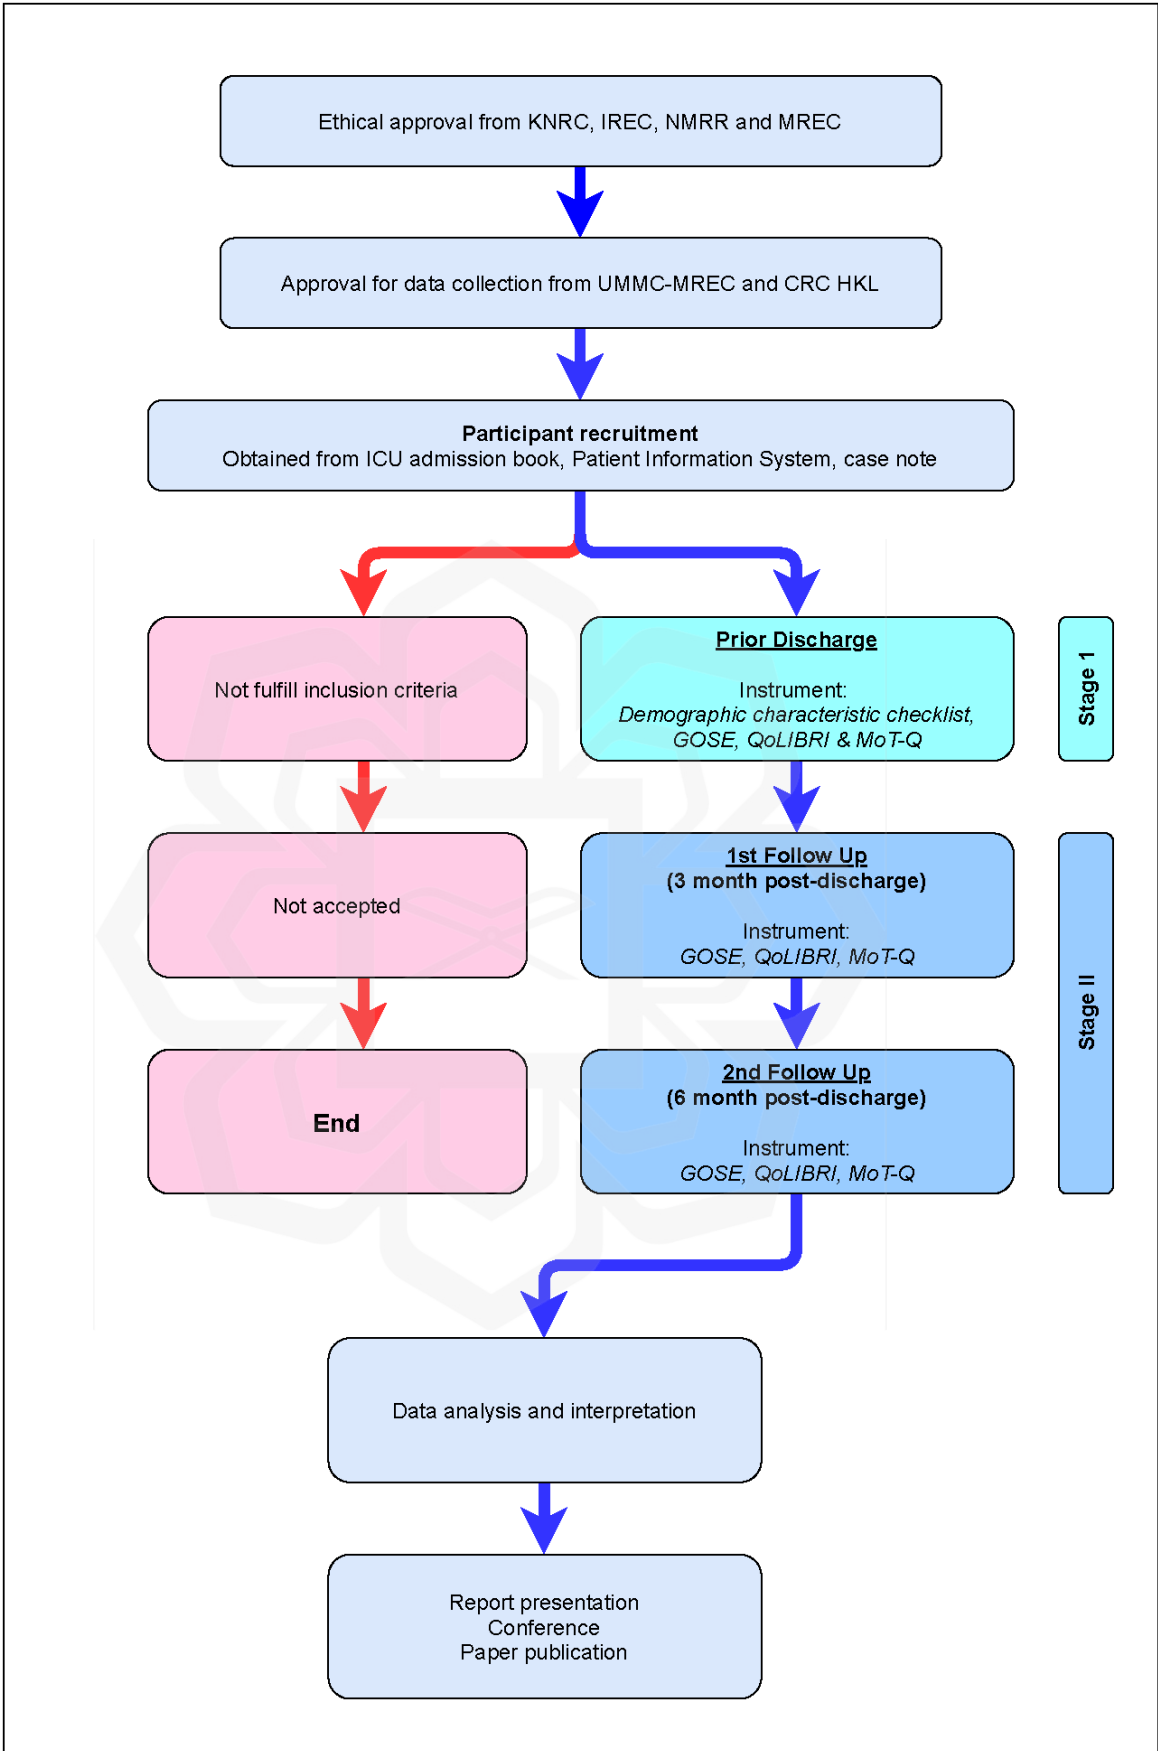 Ethical approval from KNRC, IREC, NMRR and MREC
Approval for data collection from UMMC-MREC and CRC HKL
Participant recruitment
Obtained from ICU admission book, Patient Information System, case note
Not fulfill inclusion criteria
Prior Discharge
Instrument:
Demographic characteristic checklist,
GOSE, QoLIBRI & MoT-Q
Stage 1
Not accepted
1st Follow Up
(3 month post-discharge)
Instrument:
GOSE, QoLIBRI, MoT-Q
Stage II
End
2nd Follow Up
(6 month post-discharge)
Instrument:
GOSE, QoLIBRI, MoT-Q
Data analysis and interpretation
Report presentation
Conference
Paper publication